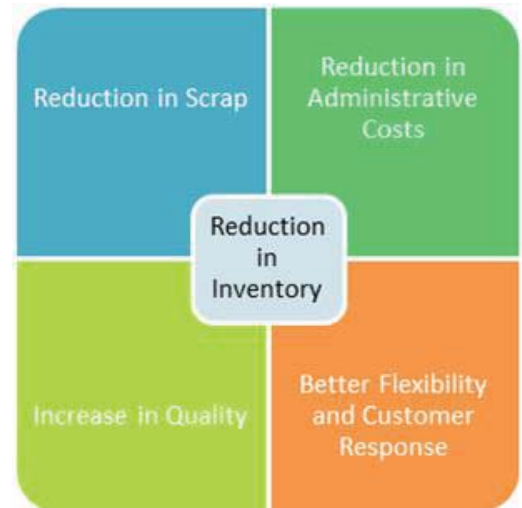 Reduction in Scrap
Reduction in
Administrative
Costs
Reduction
in
Inventory
Increase in Quality
Better Flexibility
and Customer
Response